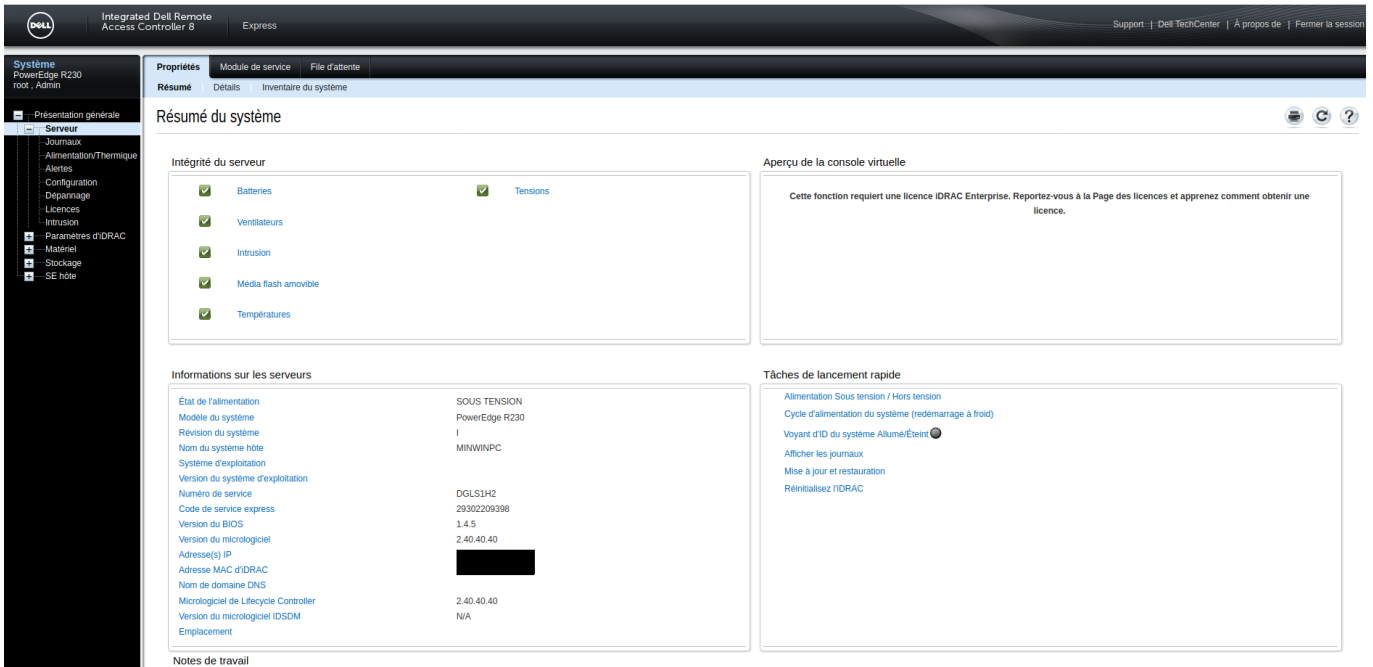 DELL
Integrated Dell Remote
Access Controller 8
Express
Support | Dell TechCenter | À propos de | Fermer la session
Système
PowerEdge R230
root , Admin
Propriétés Module de service File d'attente
Résumé Détails Inventaire du système
Présentation générale
Serveur
Journaux
Alimentation/Thermique
Alertes
Configuration
Dépannage
Licences
Intrusion
Paramètres d'iDRAC
Matériel
Stockage
SE hôte
Résumé du système
Intégrité du serveur
Batteries Tensions
Ventilateurs
Intrusion
Média flash amovible
Températures
Aperçu de la console virtuelle
Cette fonction requiert une licence iDRAC Enterprise. Reportez-vous à la Page des licences et apprenez comment obtenir une
licence.
Informations sur les serveurs
État de l'alimentation SOUS TENSION
Modèle du système PowerEdge R230
Révision du système I
Nom du système hôte MINWINPC
Système d'exploitation
Version du système d'exploitation
Numéro de service DGLS1H2
Code de service express 29302209398
Version du BIOS 1.4.5
Version du micrologiciel 2.40.40.40
Adresse(s) IP
Adresse MAC d'iDRAC
Nom de domaine DNS
Micrologiciel de Lifecycle Controller 2.40.40.40
Version du micrologiciel IDSDM N/A
Emplacement
Tâches de lancement rapide
Alimentation Sous tension / Hors tension
Cycle d'alimentation du système (redémarrage à froid)
Voyant d'ID du système Allumé/Éteint
Afficher les journaux
Mise à jour et restauration
Réinitialisez l'iDRAC
Notes de travail